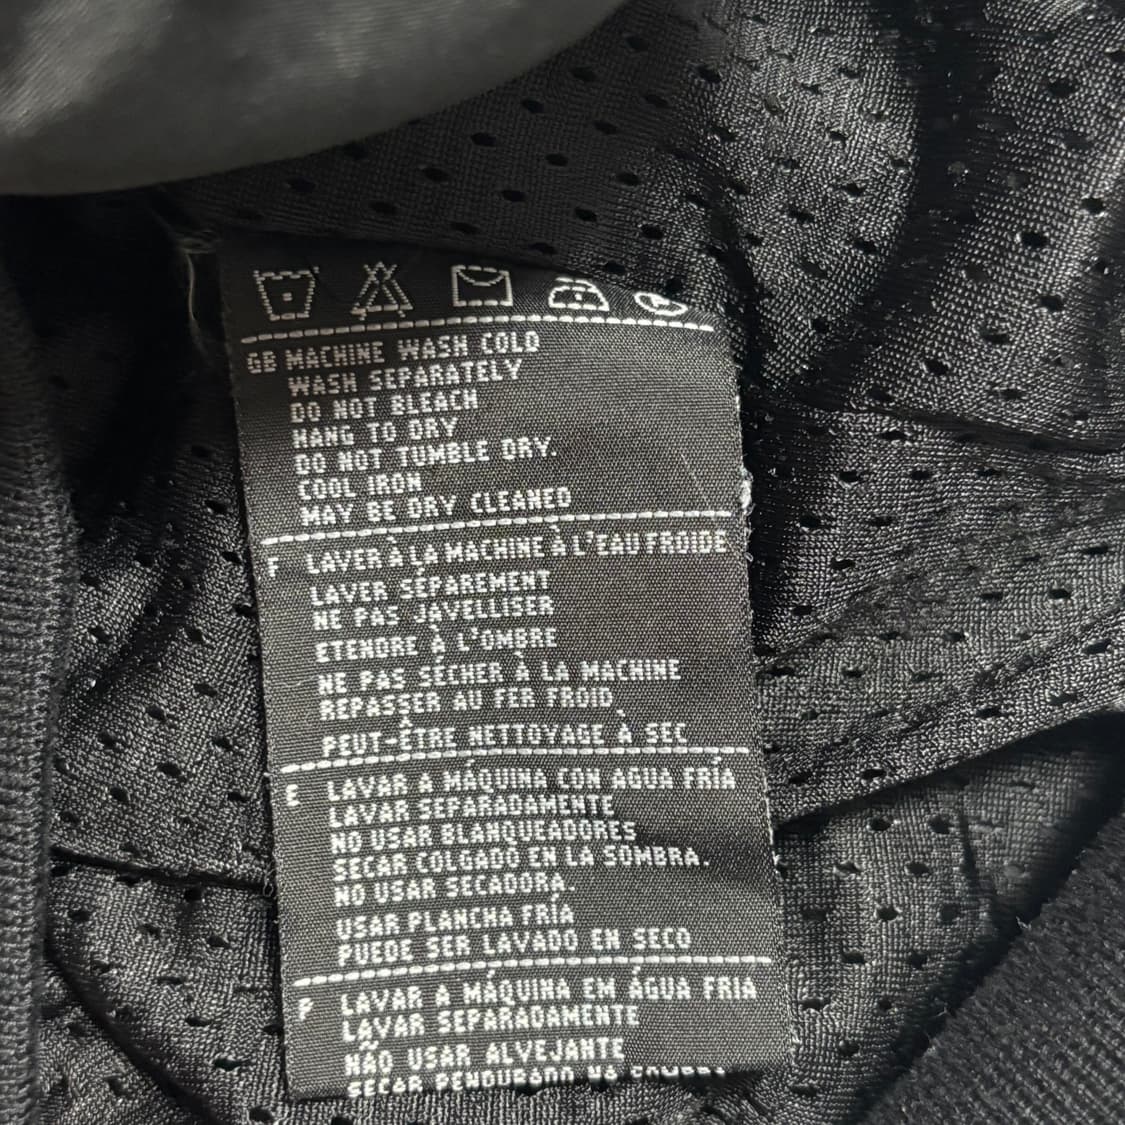 GB MACHINE WASH COLD
WASH SEPARATELY
DO NOT BLEACH
HANG TO DRY
DO NOT TUMBLE DRY.
COOL IRON
MAY BE DRY CLEANED
F LAVER À LA MACHINE À L'EAU FROIDE
LAVER SÉPAREMENT
NE PAS JAVELLISER
ETENDRE À L'OMBRE
NE PAS SÉCHER À LA MACHINE
REPASSER AU FER FROID
PEUT-ÊTRE NETTOYAGE À SEC
E LAVAR A MÁQUINA CON AGUA FRÍA
LAVAR SEPARADAMENTE
NO USAR BLANQUEADORES
SECAR COLGADO EN LA SOMBRA.
NO USAR SECADORA.
USAR PLANCHA FRÍA
PUEDE SER LAVADO EN SECO
P LAVAR A MÁQUINA EM ÁGUA FRIA
LAVAR SEPARADAMENTE
NÃO USAR ALVEJANTE
SECAR PENDURADO NA SOMBRA.